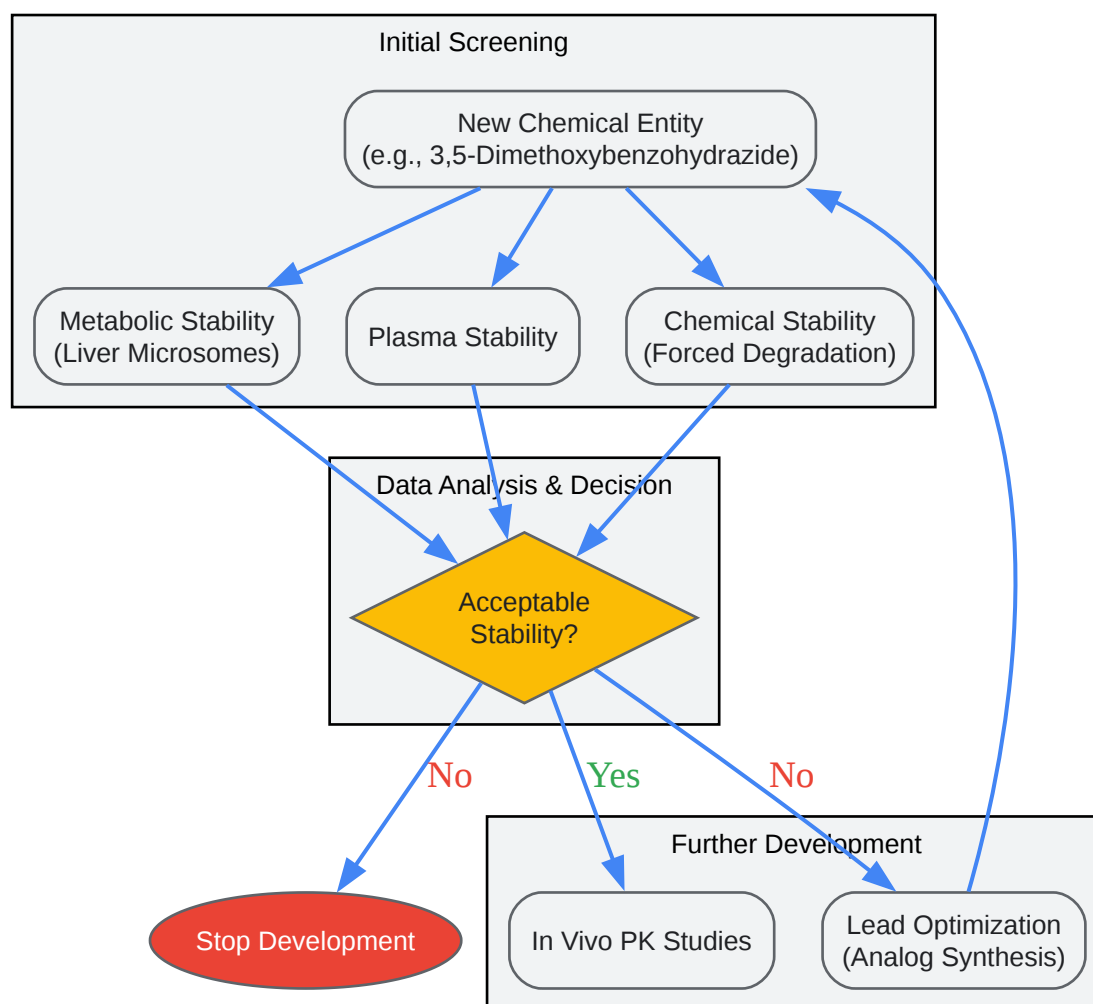 Initial Screening
New Chemical Entity
(e.g., 3,5-Dimethoxybenzohydrazide)
Metabolic Stability
(Liver Microsomes)
Plasma Stability
Chemical Stability
(Forced Degradation)
Data Analysis & Decision
Acceptable
Stability?
No
Yes
No
Further Development
Stop Development
In Vivo PK Studies
Lead Optimization
(Analog Synthesis)